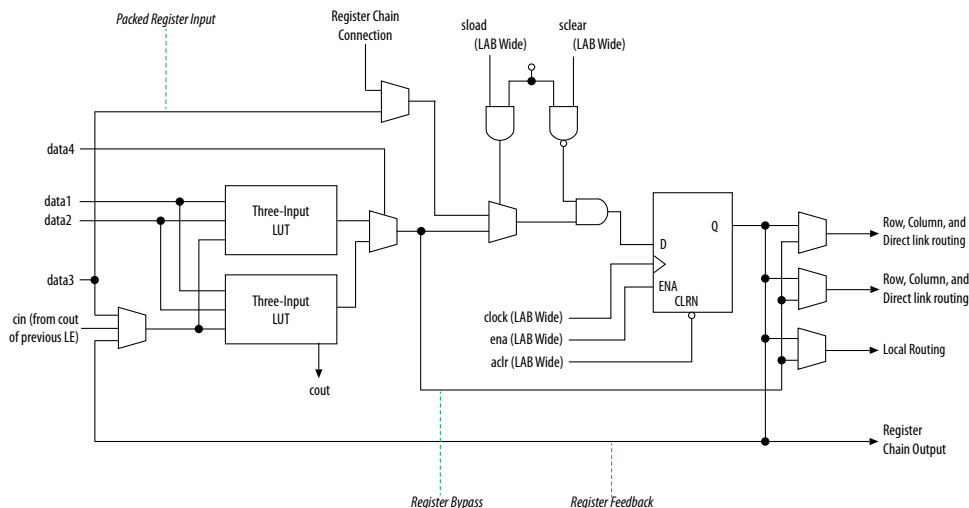 Packed Register Input
Register Chain
Connection
sload
(LAB Wide)
sclear
(LAB Wide)
data4
data1
data2
Three-Input
LUT
data3
Three-Input
LUT
cin (from cout
of previous LE)
cout
D
Q
ENA
CLRN
clock (LAB Wide)
ena (LAB Wide)
aclr (LAB Wide)
Row, Column, and
Direct link routing
Row, Column, and
Direct link routing
Local Routing
Register
Chain Output
Register Bypass
Register Feedback